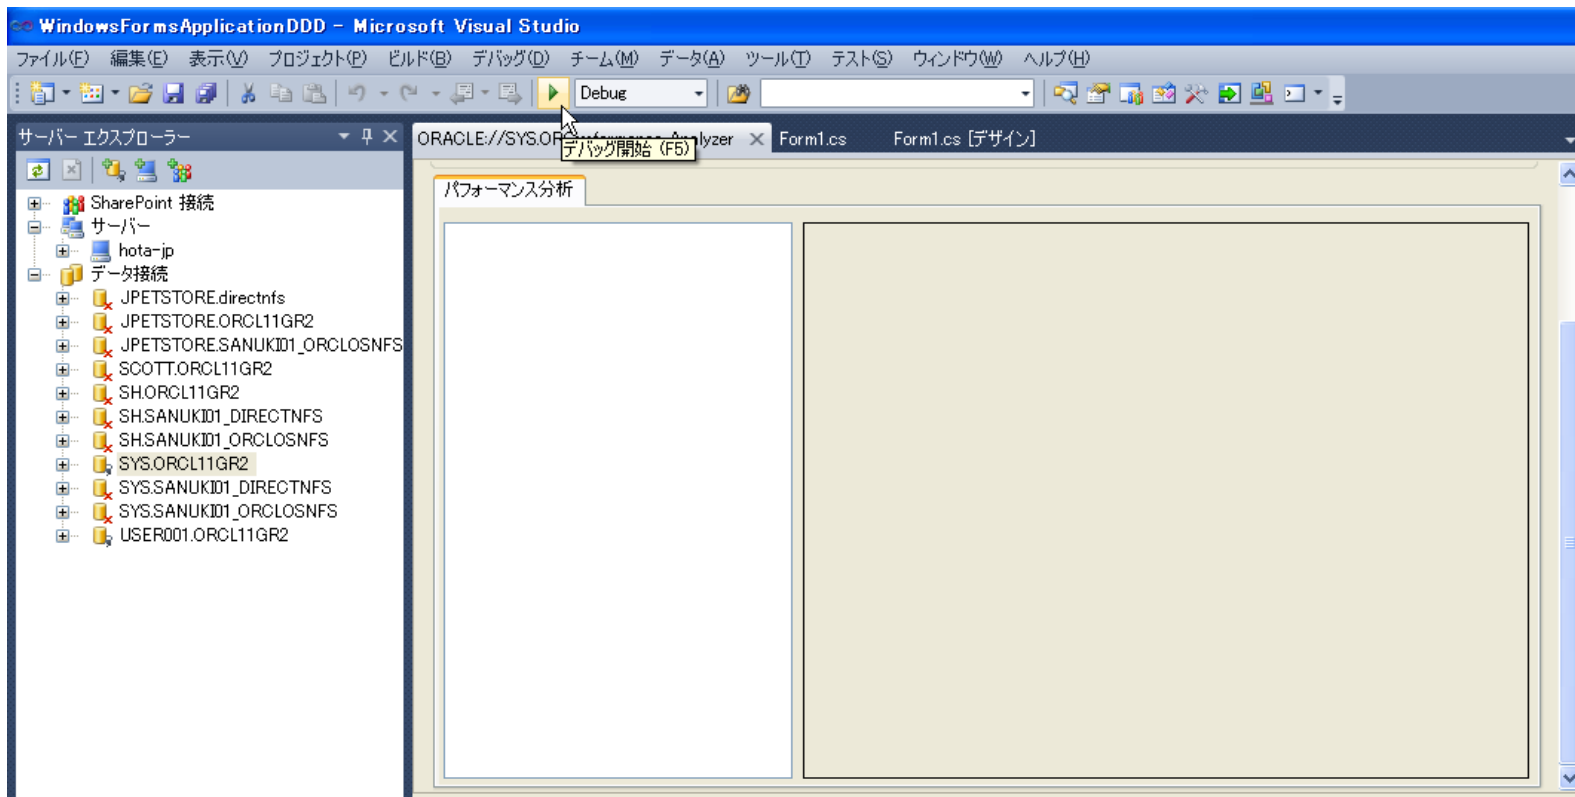 WindowsFormsApplicationDDD - Microsoft Visual Studio
ファイル(F) 編集(E) 表示(V) プロジェクト(P) ビルド(B) デバッグ(D) チーム(M) データ(A) ツール(T) テスト(S) ウィンドウ(W) ヘルプ(H)
Debug
サーバー エクスプローラー
ORACLE://SYS.OR
lyzer
Form1.cs
Form1.cs [デザイン]
デバッグ開始 (F5)
パフォーマンス分析
SharePoint 接続
サーバー
hota-jp
データ接続
JPETSTORE.directnfs
JPETSTORE.ORCL11GR2
JPETSTORE.SANUKI01_ORCLOSNFS
SCOTT.ORCL11GR2
SH.ORCL11GR2
SH.SANUKI01_DIRECTNFS
SH.SANUKI01_ORCLOSNFS
SYS.ORCL11GR2
SYS.SANUKI01_DIRECTNFS
SYS.SANUKI01_ORCLOSNFS
USER001.ORCL11GR2